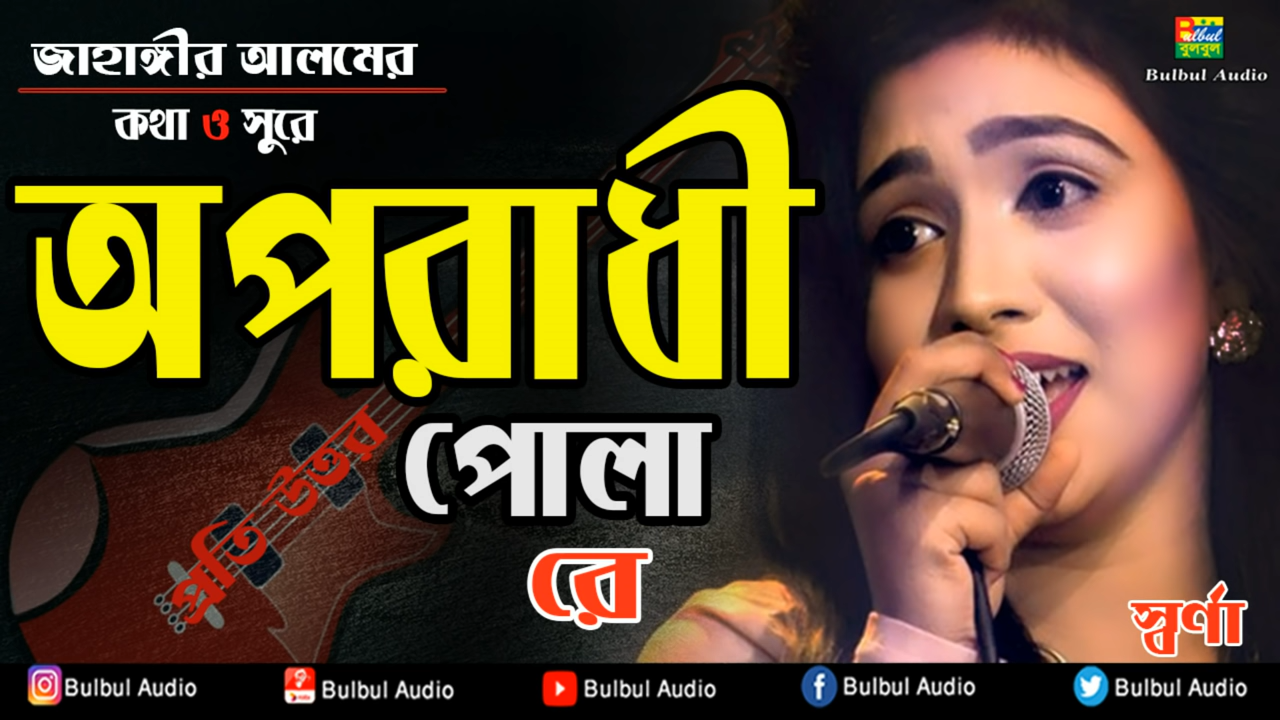 জাহাঙ্গীর আলমের
কথা ও সুরে
Bulbul
বুলবুল
Bulbul Audio
অপরাধী
পোলা
রে
প্রতি উত্তর
স্বর্ণা
Bulbul Audio
Bulbul Audio
Bulbul Audio
Bulbul Audio
Bulbul Audio